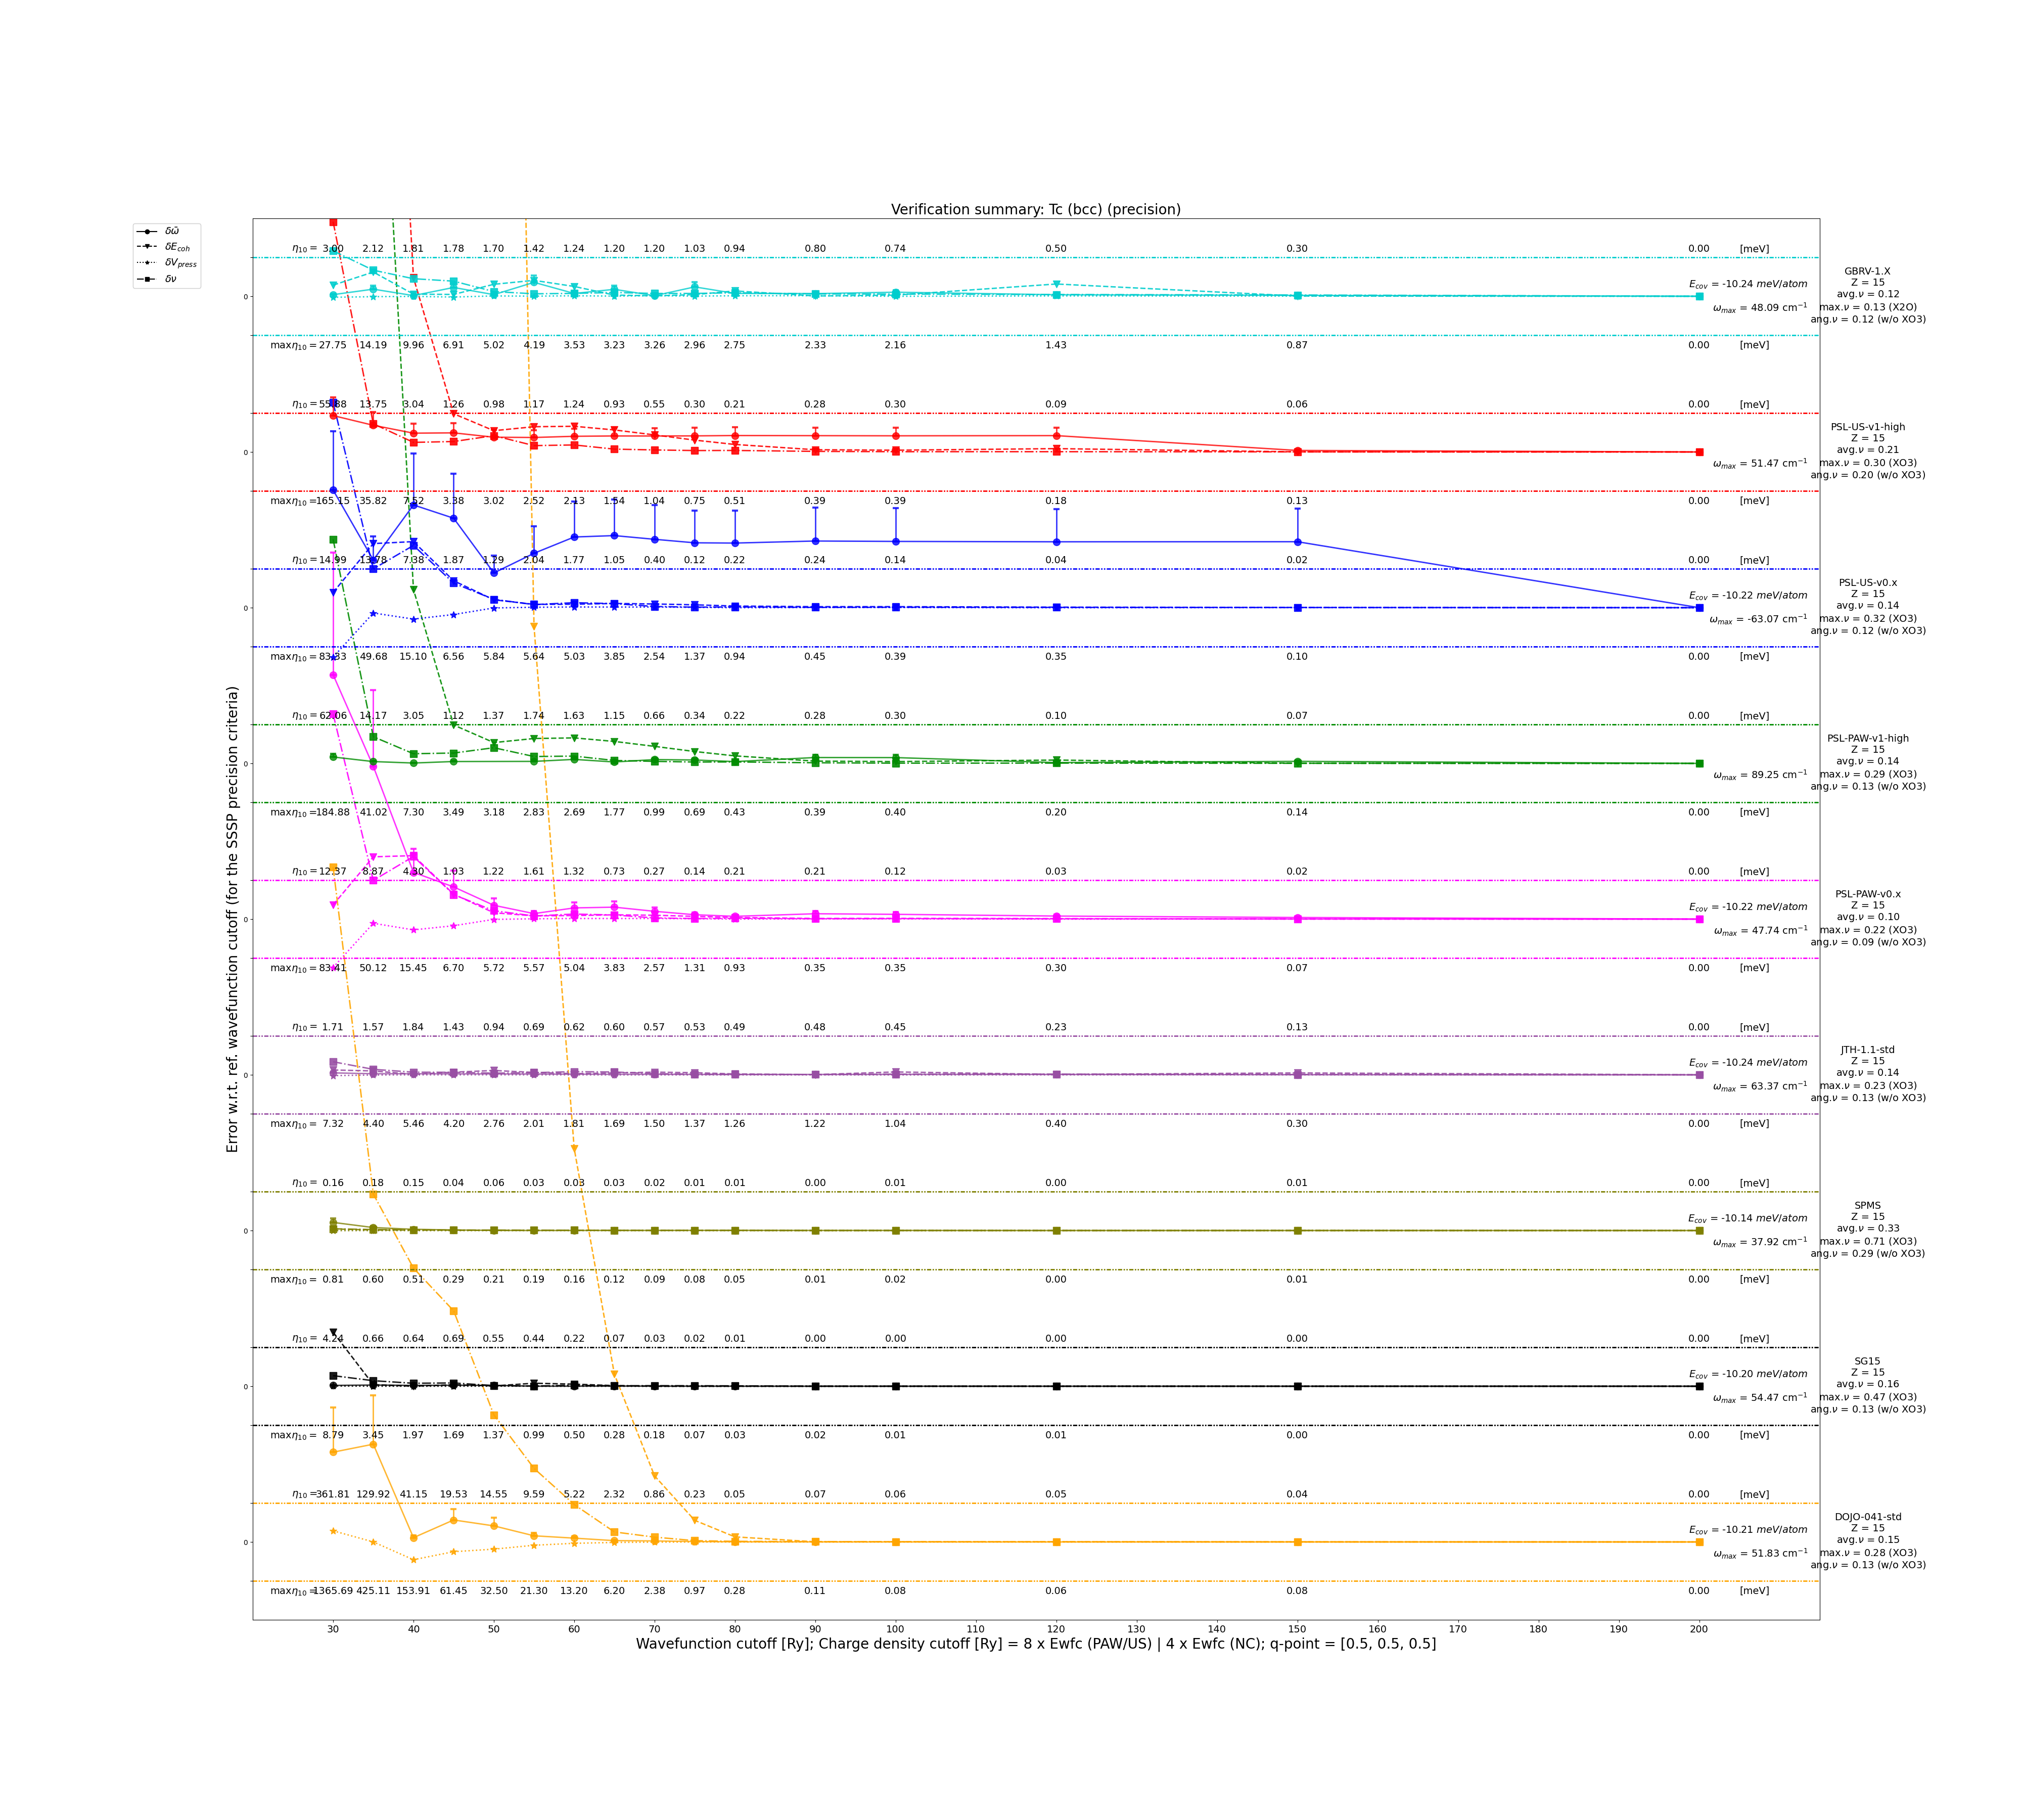 Verification summary: Tc (bcc) (precision)
δω̄
δE_coh
δV_press
δν
Error w.r.t. ref. wavefunction cutoff (for the SSSP precision criteria)
η₁₀ = 3.00 2.12 1.81 1.78 1.70 1.42 1.24 1.20 1.20 1.03 0.94 0.80 0.74 0.50 0.30 0.00 [meV]
0
E_cov = -10.24 meV/atom
ω_max = 48.09 cm⁻¹
maxη₁₀ = 27.75 14.19 9.96 6.91 5.02 4.19 3.53 3.23 3.26 2.96 2.75 2.33 2.16 1.43 0.87 0.00 [meV]
GBRV-1.X
Z = 15
avg.ν = 0.12
max.ν = 0.13 (X2O)
ang.ν = 0.12 (w/o XO3)
η₁₀ = 13.75 3.04 1.26 0.98 1.17 1.24 0.93 0.55 0.30 0.21 0.28 0.30 0.09 0.06 0.00 [meV]
0
ω_max = 51.47 cm⁻¹
maxη₁₀ = 165.15 35.82 7.52 3.38 3.02 2.52 2.13 1.54 1.04 0.75 0.51 0.39 0.39 0.18 0.13 0.00 [meV]
PSL-US-v1-high
Z = 15
avg.ν = 0.21
max.ν = 0.30 (XO3)
ang.ν = 0.20 (w/o XO3)
η₁₀ = 14.99 13.78 7.38 1.87 1.29 2.04 1.77 1.05 0.40 0.12 0.22 0.24 0.14 0.04 0.02 0.00 [meV]
0
E_cov = -10.22 meV/atom
ω_max = -63.07 cm⁻¹
maxη₁₀ = 83.33 49.68 15.10 6.56 5.84 5.64 5.03 3.85 2.54 1.37 0.94 0.45 0.39 0.35 0.10 0.00 [meV]
PSL-US-v0.x
Z = 15
avg.ν = 0.14
max.ν = 0.32 (XO3)
ang.ν = 0.12 (w/o XO3)
η₁₀ = 62.06 14.17 3.05 1.12 1.37 1.74 1.63 1.15 0.66 0.34 0.22 0.28 0.30 0.10 0.07 0.00 [meV]
0
ω_max = 89.25 cm⁻¹
maxη₁₀ = 184.88 41.02 7.30 3.49 3.18 2.83 2.69 1.77 0.99 0.69 0.43 0.39 0.40 0.20 0.14 0.00 [meV]
PSL-PAW-v1-high
Z = 15
avg.ν = 0.14
max.ν = 0.29 (XO3)
ang.ν = 0.13 (w/o XO3)
η₁₀ = 12.37 8.87 4.30 1.03 1.22 1.61 1.32 0.73 0.27 0.14 0.21 0.21 0.12 0.03 0.02 0.00 [meV]
0
E_cov = -10.22 meV/atom
ω_max = 47.74 cm⁻¹
maxη₁₀ = 83.41 50.12 15.45 6.70 5.72 5.57 5.04 3.83 2.57 1.31 0.93 0.35 0.35 0.30 0.07 0.00 [meV]
PSL-PAW-v0.x
Z = 15
avg.ν = 0.10
max.ν = 0.22 (XO3)
ang.ν = 0.09 (w/o XO3)
η₁₀ = 1.71 1.57 1.84 1.43 0.94 0.69 0.62 0.60 0.57 0.53 0.49 0.48 0.45 0.23 0.13 0.00 [meV]
0
E_cov = -10.24 meV/atom
ω_max = 63.37 cm⁻¹
maxη₁₀ = 7.32 4.40 5.46 4.20 2.76 2.01 1.81 1.69 1.50 1.37 1.26 1.22 1.04 0.40 0.30 0.00 [meV]
JTH-1.1-std
Z = 15
avg.ν = 0.14
max.ν = 0.23 (XO3)
ang.ν = 0.13 (w/o XO3)
η₁₀ = 0.16 0.18 0.15 0.04 0.06 0.03 0.03 0.03 0.02 0.01 0.01 0.00 0.01 0.00 0.01 0.00 [meV]
0
E_cov = -10.14 meV/atom
ω_max = 37.92 cm⁻¹
maxη₁₀ = 0.81 0.60 0.51 0.29 0.21 0.19 0.16 0.12 0.09 0.08 0.05 0.01 0.02 0.00 0.01 0.00 [meV]
SPMS
Z = 15
avg.ν = 0.33
max.ν = 0.71 (XO3)
ang.ν = 0.29 (w/o XO3)
η₁₀ = 4.24 0.66 0.64 0.69 0.55 0.44 0.22 0.07 0.03 0.02 0.01 0.00 0.00 0.00 0.00 0.00 [meV]
0
E_cov = -10.20 meV/atom
ω_max = 54.47 cm⁻¹
maxη₁₀ = 8.79 3.45 1.97 1.69 1.37 0.99 0.50 0.28 0.18 0.07 0.03 0.02 0.01 0.01 0.00 0.00 [meV]
SG15
Z = 15
avg.ν = 0.16
max.ν = 0.47 (XO3)
ang.ν = 0.13 (w/o XO3)
η₁₀ = 361.81 129.92 41.15 19.53 14.55 9.59 5.22 2.32 0.86 0.23 0.05 0.07 0.06 0.05 0.04 0.00 [meV]
0
E_cov = -10.21 meV/atom
ω_max = 51.83 cm⁻¹
maxη₁₀ = 1365.69 425.11 153.91 61.45 32.50 21.30 13.20 6.20 2.38 0.97 0.28 0.11 0.08 0.06 0.08 0.00 [meV]
DOJO-041-std
Z = 15
avg.ν = 0.15
max.ν = 0.28 (XO3)
ang.ν = 0.13 (w/o XO3)
30 40 50 60 70 80 90 100 110 120 130 140 150 160 170 180 190 200
Wavefunction cutoff [Ry]; Charge density cutoff [Ry] = 8 x Ewfc (PAW/US) | 4 x Ewfc (NC); q-point = [0.5, 0.5, 0.5]